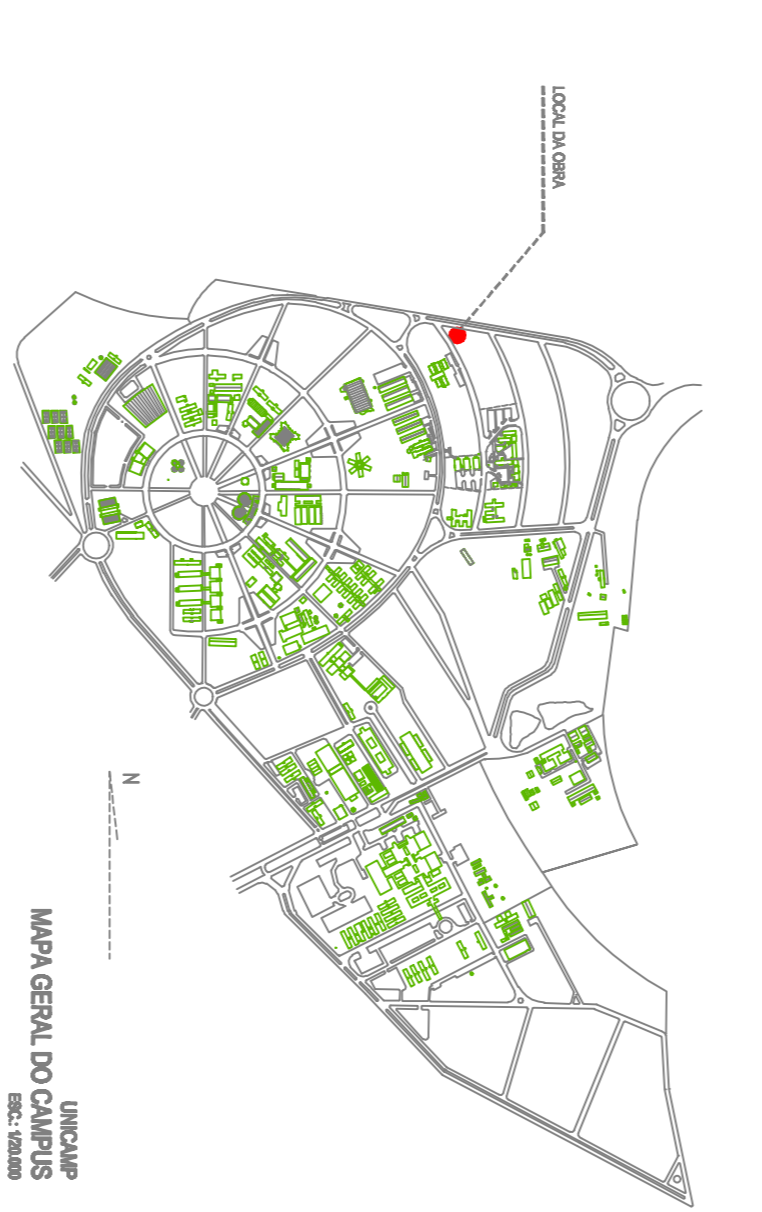 LOCAL DA OBRA
N
UNICAMP
MAPA GERAL DO CAMPUS
ESC.: 1/20.000